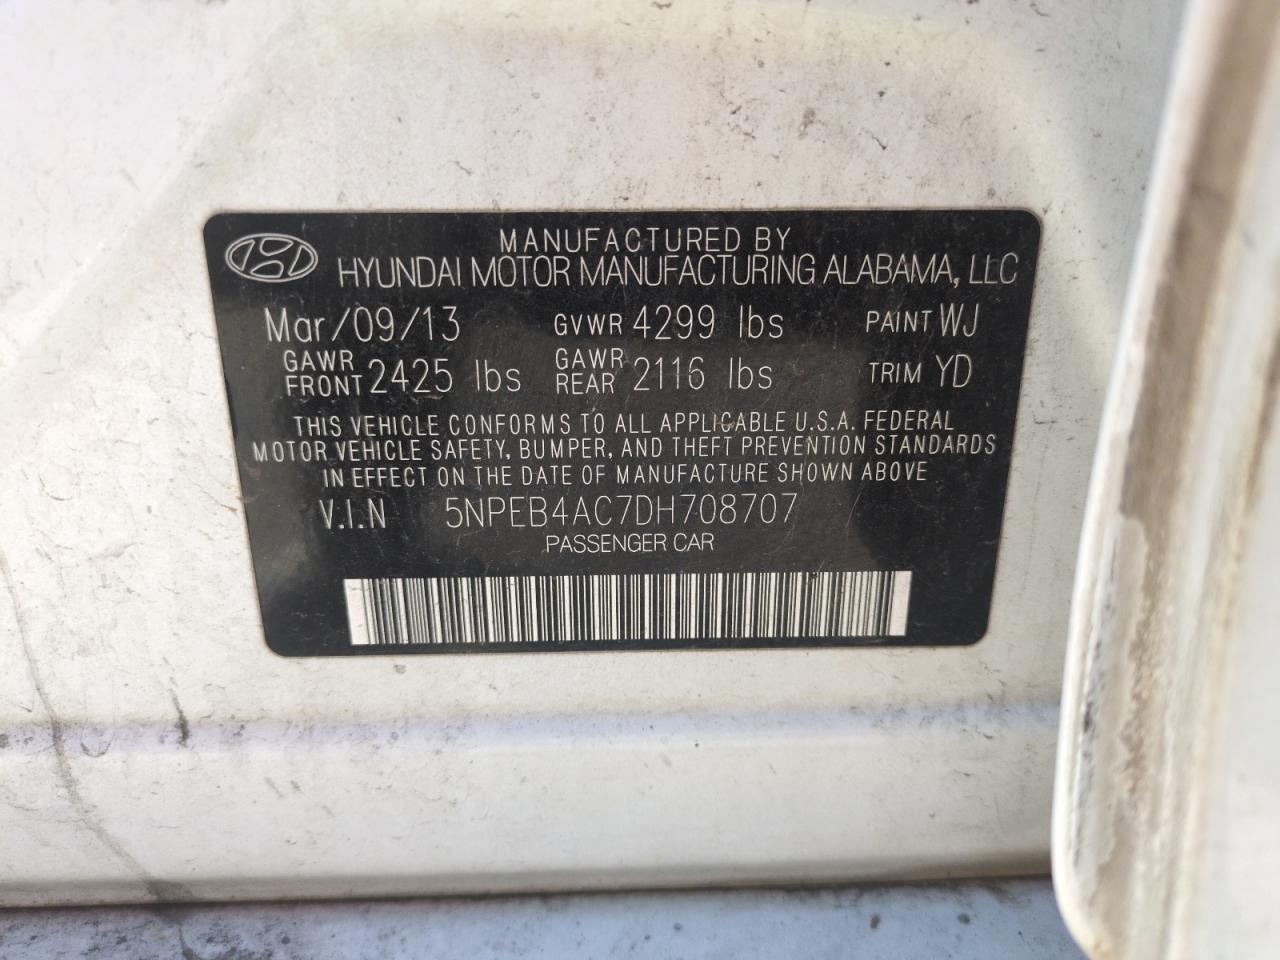 MANUFACTURED BY
HYUNDAI MOTOR MANUFACTURING ALABAMA, LLC
Mar/09/13 GVWR 4299 lbs PAINT WJ
GAWR FRONT 2425 lbs GAWR REAR 2116 lbs TRIM YD
THIS VEHICLE CONFORMS TO ALL APPLICABLE U.S.A. FEDERAL
MOTOR VEHICLE SAFETY, BUMPER, AND THEFT PREVENTION STANDARDS
IN EFFECT ON THE DATE OF MANUFACTURE SHOWN ABOVE
V.I.N 5NPEB4AC7DH708707
PASSENGER CAR